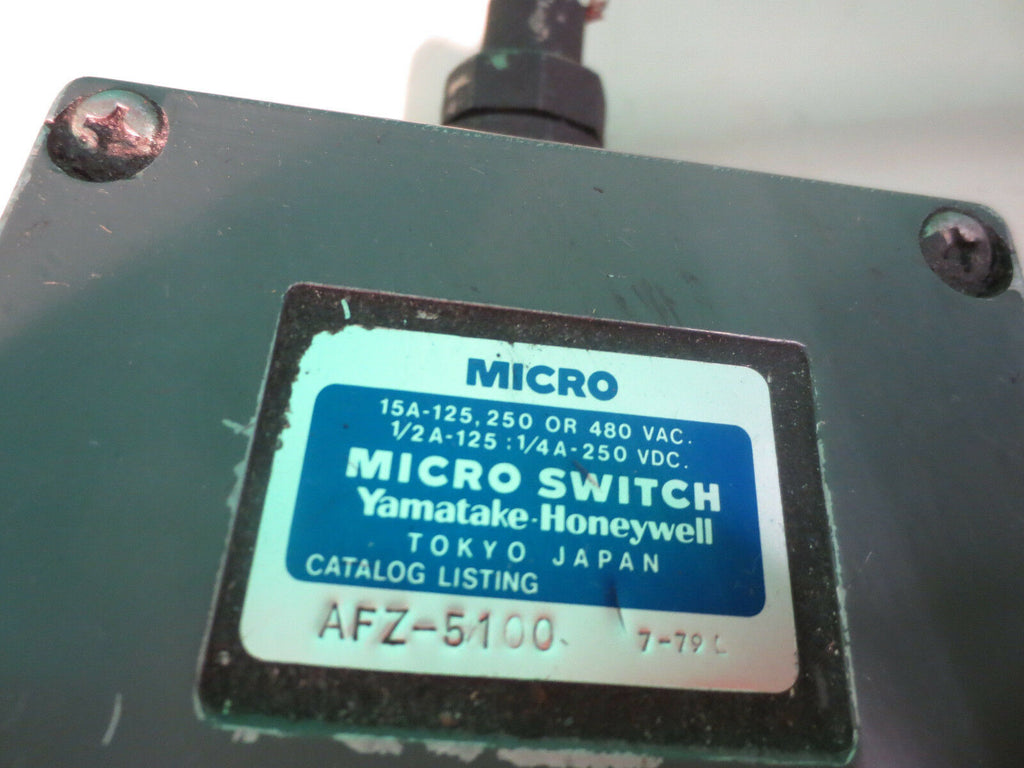 MICRO
15A-125, 250 OR 480 VAC.
1/2A-125 : 1/4A-250 VDC.
MICRO SWITCH
Yamatake-Honeywell
TOKYO JAPAN
CATALOG LISTING
AFZ-5100 7-79 L